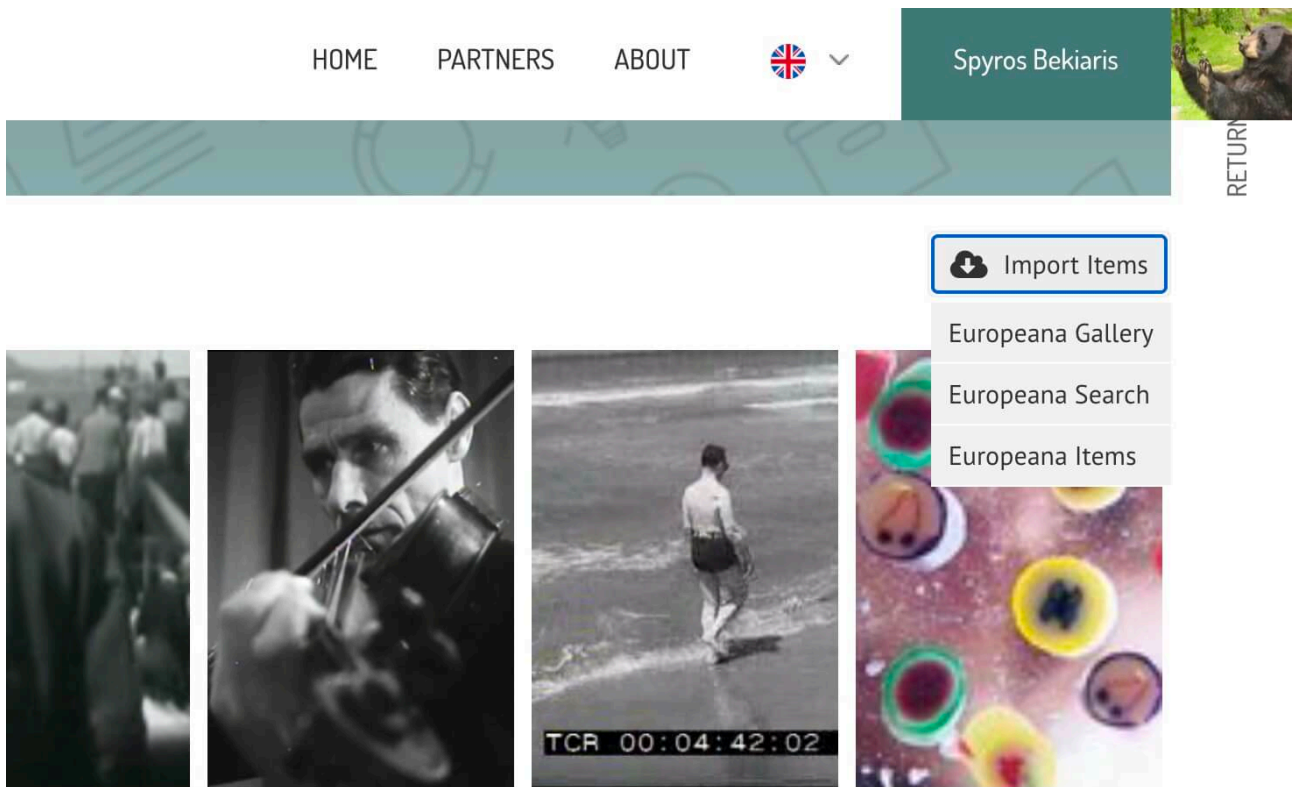 HOME PARTNERS ABOUT Spyros Bekiaris
RETURN
Import Items
Europeana Gallery
Europeana Search
Europeana Items
TCR 00:04:42:02